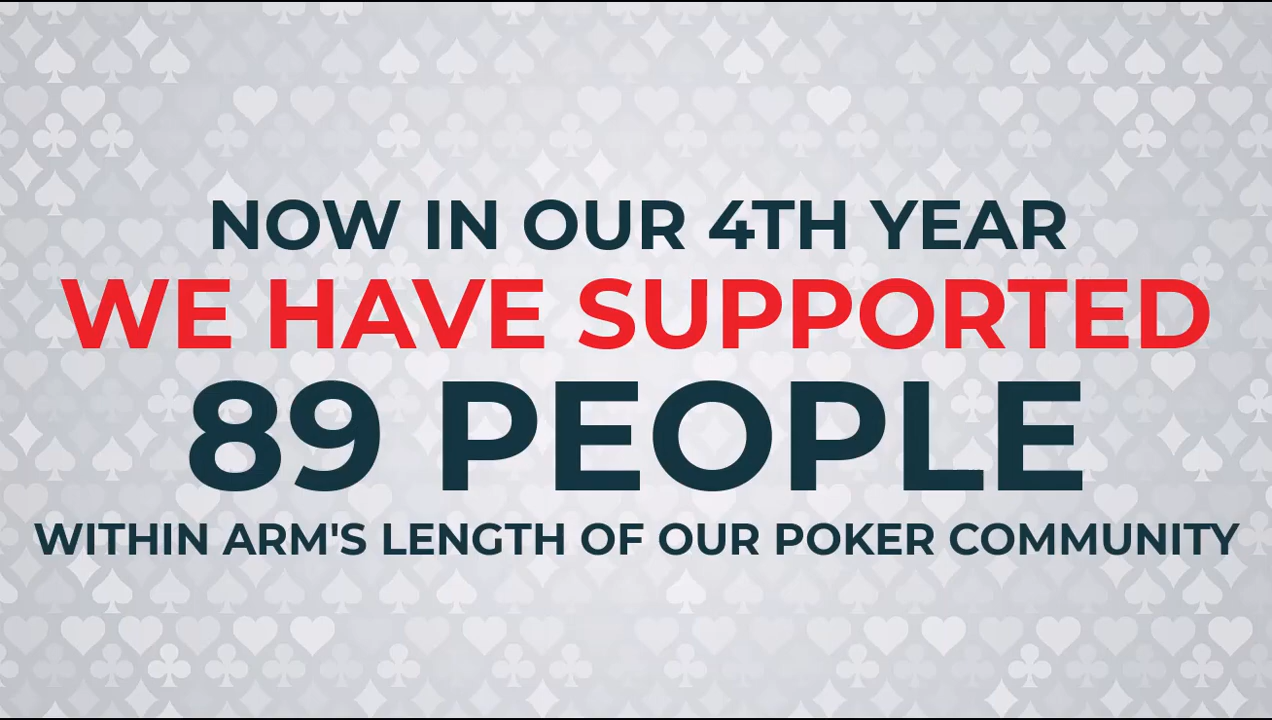 NOW IN OUR 4TH YEAR
WE HAVE SUPPORTED
89 PEOPLE
WITHIN ARM'S LENGTH OF OUR POKER COMMUNITY